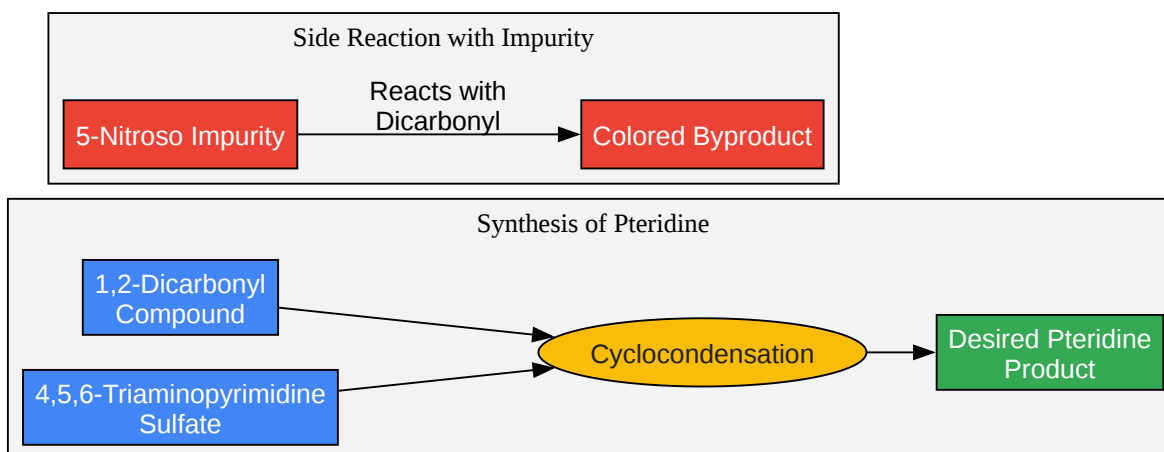 Side Reaction with Impurity
5-Nitroso Impurity
Reacts with
Dicarbonyl
Colored Byproduct
Synthesis of Pteridine
1,2-Dicarbonyl
Compound
4,5,6-Triaminopyrimidine
Sulfate
Cyclocondensation
Desired Pteridine
Product